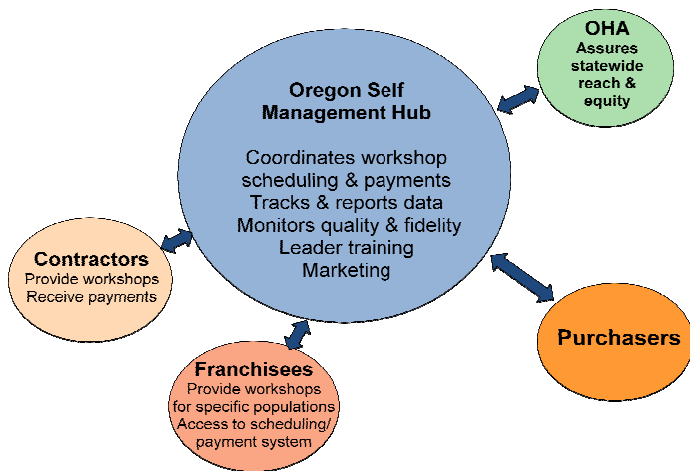 Oregon Self
Management Hub
Coordinates workshop
scheduling & payments
Tracks & reports data
Monitors quality & fidelity
Leader training
Marketing
OHA
Assures
statewide
reach &
equity
Contractors
Provide workshops
Receive payments
Franchisees
Provide workshops
for specific populations
Access to scheduling/
payment system
Purchasers